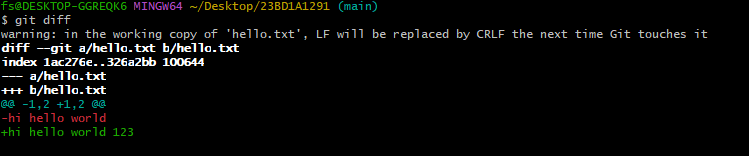 fs@DESKTOP-GGREQK6 MINGW64 ~/Desktop/23BD1A1291 (main)
$ git diff
warning: in the working copy of 'hello.txt', LF will be replaced by CRLF the next time Git touches it
diff --git a/hello.txt b/hello.txt
index 1ac276e..326a2bb 100644
--- a/hello.txt
+++ b/hello.txt
@@ -1,2 +1,2 @@
-hi hello world
+hi hello world 123